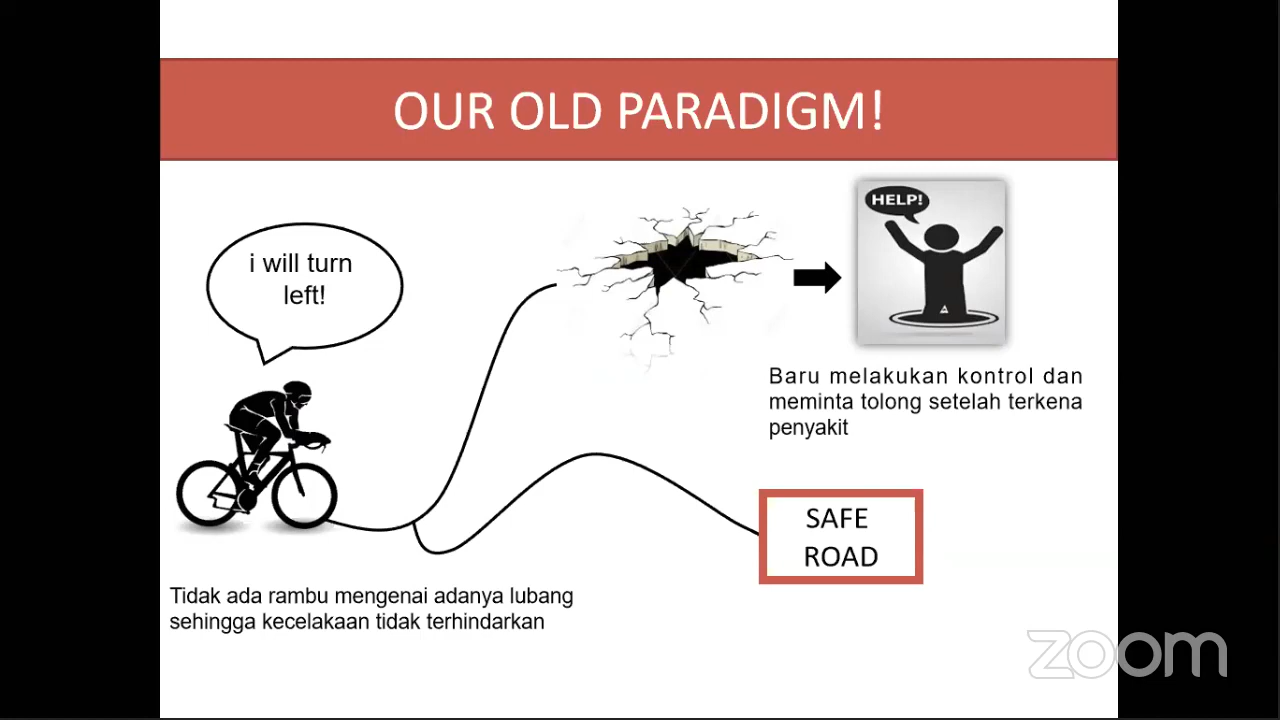 OUR OLD PARADIGM!
i will turn
left!
HELP!
Baru melakukan kontrol dan
meminta tolong setelah terkena
penyakit
SAFE
ROAD
Tidak ada rambu mengenai adanya lubang
sehingga kecelakaan tidak terhindarkan
zoom